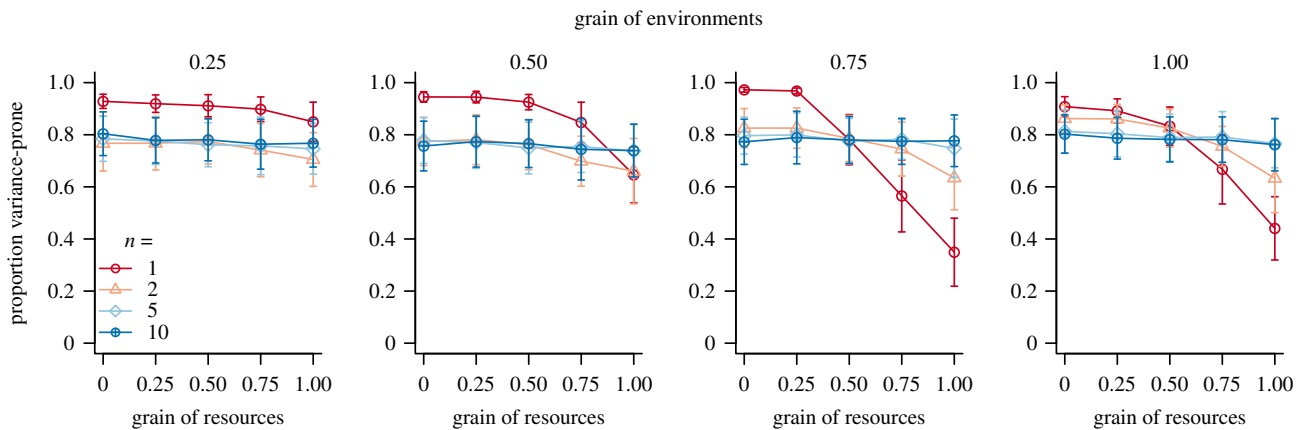 grain of environments
0.25
0.50
0.75
1.00
proportion variance-prone
1.0
0.8
0.6
0.4
0.2
0
n =
1
2
5
10
0 0.25 0.50 0.75 1.00
grain of resources
1.0
0.8
0.6
0.4
0.2
0
0 0.25 0.50 0.75 1.00
grain of resources
1.0
0.8
0.6
0.4
0.2
0
0 0.25 0.50 0.75 1.00
grain of resources
1.0
0.8
0.6
0.4
0.2
0
0 0.25 0.50 0.75 1.00
grain of resources